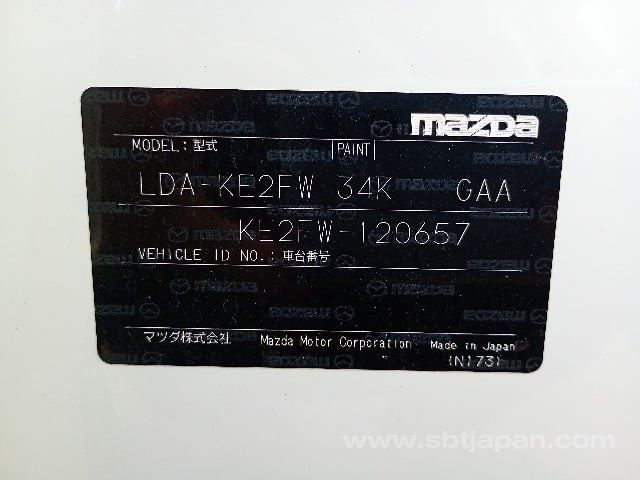 mazda
MODEL: 型式 PAINT
LDA-KE2FW 34K GAA
KE2FW-120657
VEHICLE ID NO.: 車台番号
マツダ株式会社 Mazda Motor Corporation Made in Japan
(N173)
www.sbtjapan.com